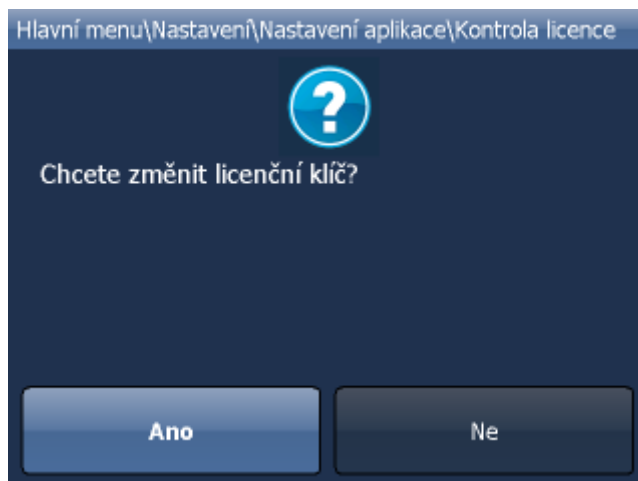 Hlavní menu\Nastavení\Nastavení aplikace\Kontrola licence
?
Chcete změnit licenční klíč?
Ano
Ne